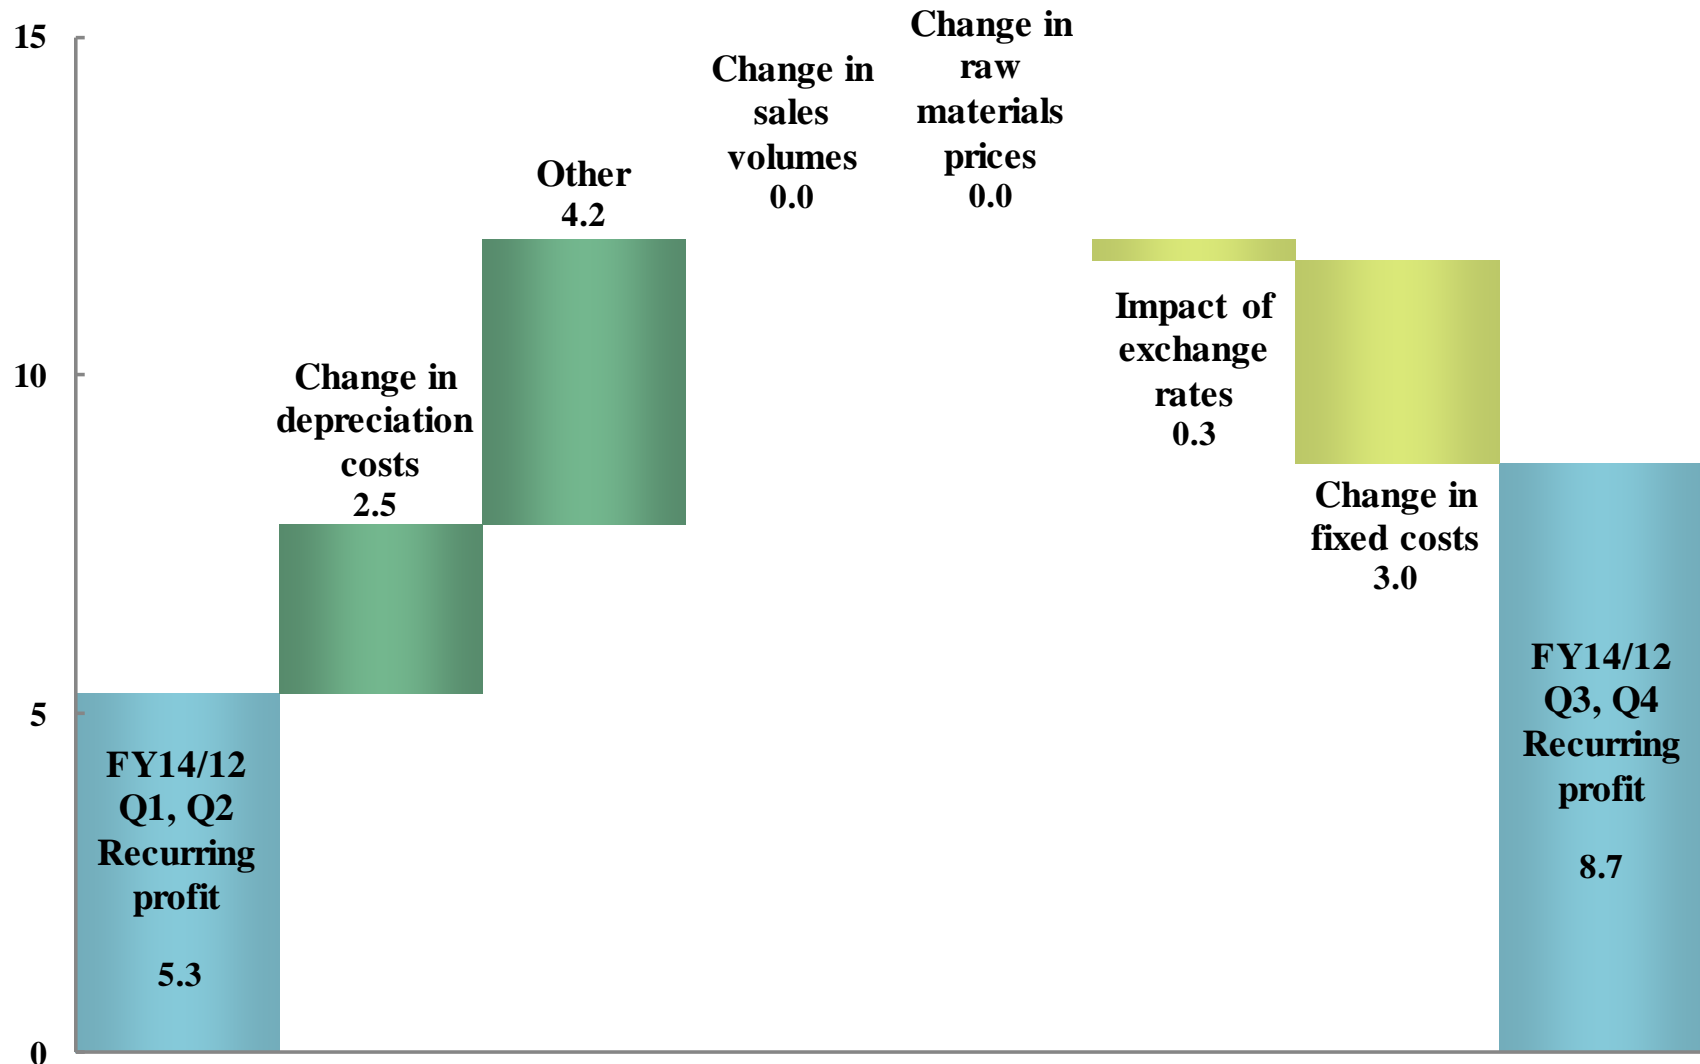 15
10
5
0
FY14/12
Q1, Q2
Recurring
profit
5.3
Change in
depreciation
costs
2.5
Other
4.2
Change in
sales
volumes
0.0
Change in
raw
materials
prices
0.0
Impact of
exchange
rates
0.3
Change in
fixed costs
3.0
FY14/12
Q3, Q4
Recurring
profit
8.7